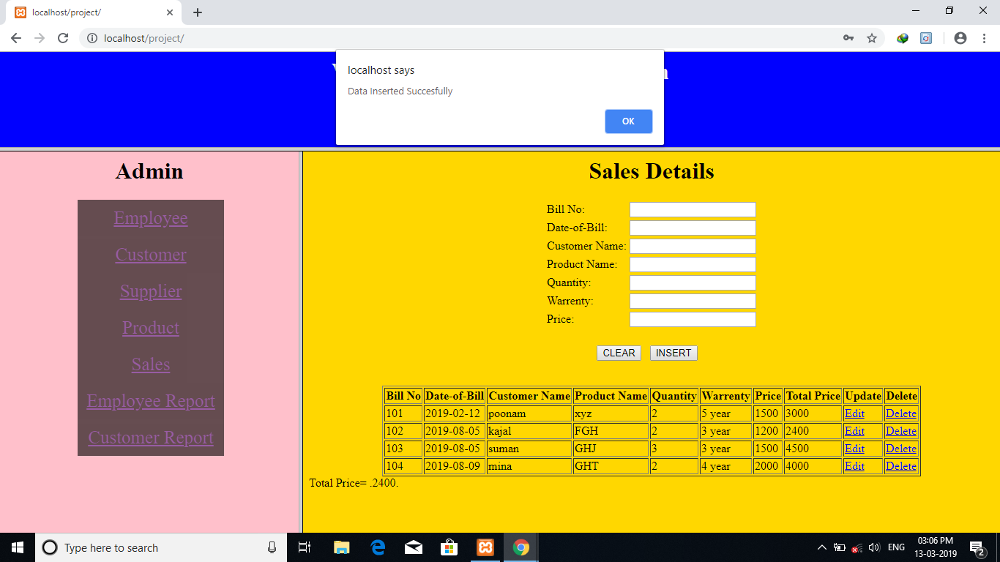 localhost/project/
localhost/project/
localhost says
Data Inserted Succesfully
OK
Admin
Employee
Customer
Supplier
Product
Sales
Employee Report
Customer Report
Sales Details
Bill No:
Date-of-Bill:
Customer Name:
Product Name:
Quantity:
Warrenty:
Price:
CLEAR INSERT
Bill No Date-of-Bill Customer Name Product Name Quantity Warrenty Price Total Price Update Delete
101 2019-02-12 poonam xyz 2 5 year 1500 3000 Edit Delete
102 2019-08-05 kajal FGH 2 3 year 1200 2400 Edit Delete
103 2019-08-05 suman GHJ 3 3 year 1500 4500 Edit Delete
104 2019-08-09 mina GHT 2 4 year 2000 4000 Edit Delete
Total Price= .2400.
Type here to search
ENG
03:06 PM
13-03-2019
2